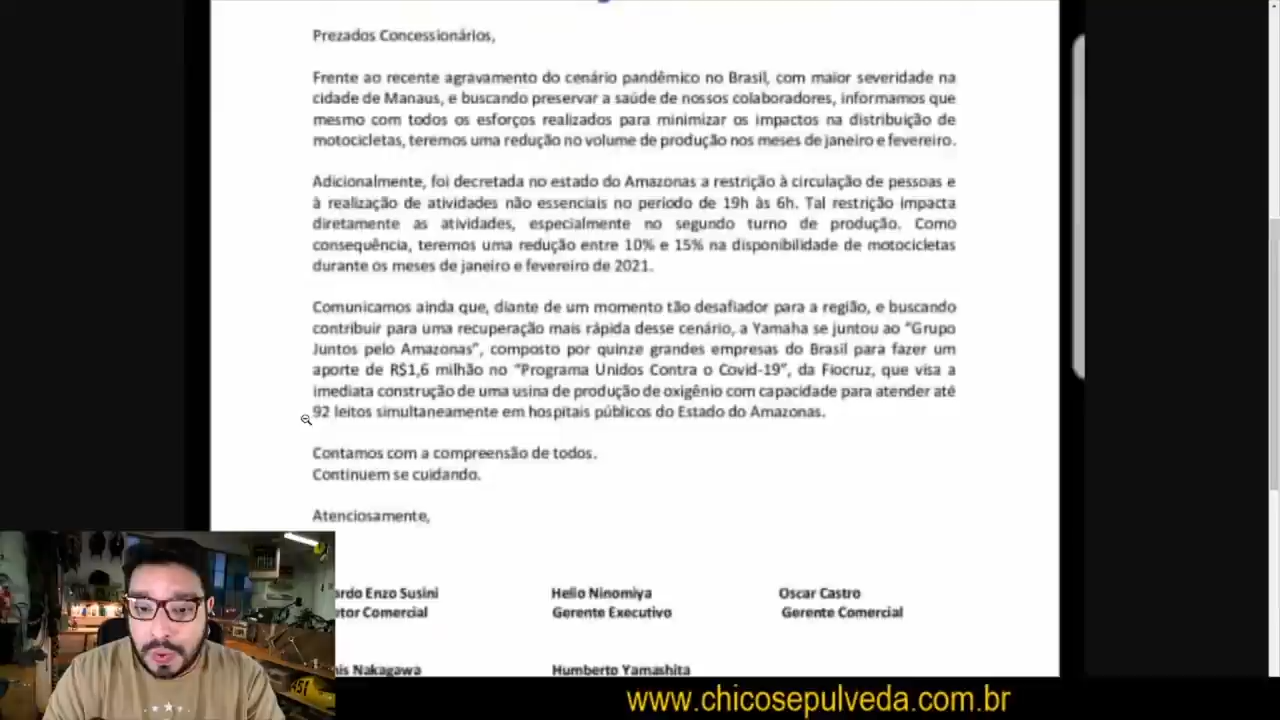 Prezados Concessionários,
Frente ao recente agravamento do cenário pandêmico no Brasil, com maior severidade na
cidade de Manaus, e buscando preservar a saúde de nossos colaboradores, informamos que
mesmo com todos os esforços realizados para minimizar os impactos na distribuição de
motocicletas, teremos uma redução no volume de produção nos meses de janeiro e fevereiro.
Adicionalmente, foi decretada no estado do Amazonas a restrição à circulação de pessoas e
à realização de atividades não essenciais no período de 19h às 6h. Tal restrição impacta
diretamente as atividades, especialmente no segundo turno de produção. Como
consequência, teremos uma redução entre 10% e 15% na disponibilidade de motocicletas
durante os meses de janeiro e fevereiro de 2021.
Comunicamos ainda que, diante de um momento tão desafiador para a região, e buscando
contribuir para uma recuperação mais rápida desse cenário, a Yamaha se juntou ao “Grupo
Juntos pelo Amazonas”, composto por quinze grandes empresas do Brasil para fazer um
aporte de R$1,6 milhão no “Programa Unidos Contra o Covid-19”, da Fiocruz, que visa a
imediata construção de uma usina de produção de oxigênio com capacidade para atender até
92 leitos simultaneamente em hospitais públicos do Estado do Amazonas.
Contamos com a compreensão de todos.
Continuem se cuidando.
Atenciosamente,
ardo Enzo Susini Helio Ninomiya Oscar Castro
etor Comercial Gerente Executivo Gerente Comercial
nis Nakagawa Humberto Yamashita
www.chicosepulveda.com.br